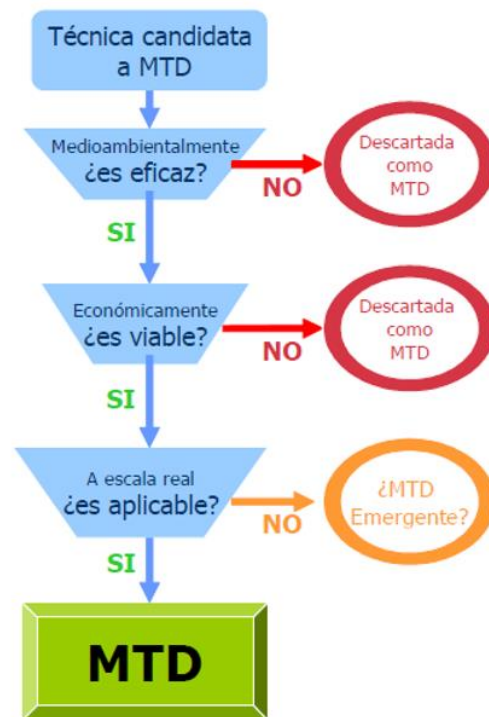 Técnica candidata
a MTD
Medioambientalmente
¿es eficaz?
NO
Descartada
como
MTD
SI
Económicamente
¿es viable?
NO
Descartada
como
MTD
SI
A escala real
¿es aplicable?
NO
¿MTD
Emergente?
SI
MTD